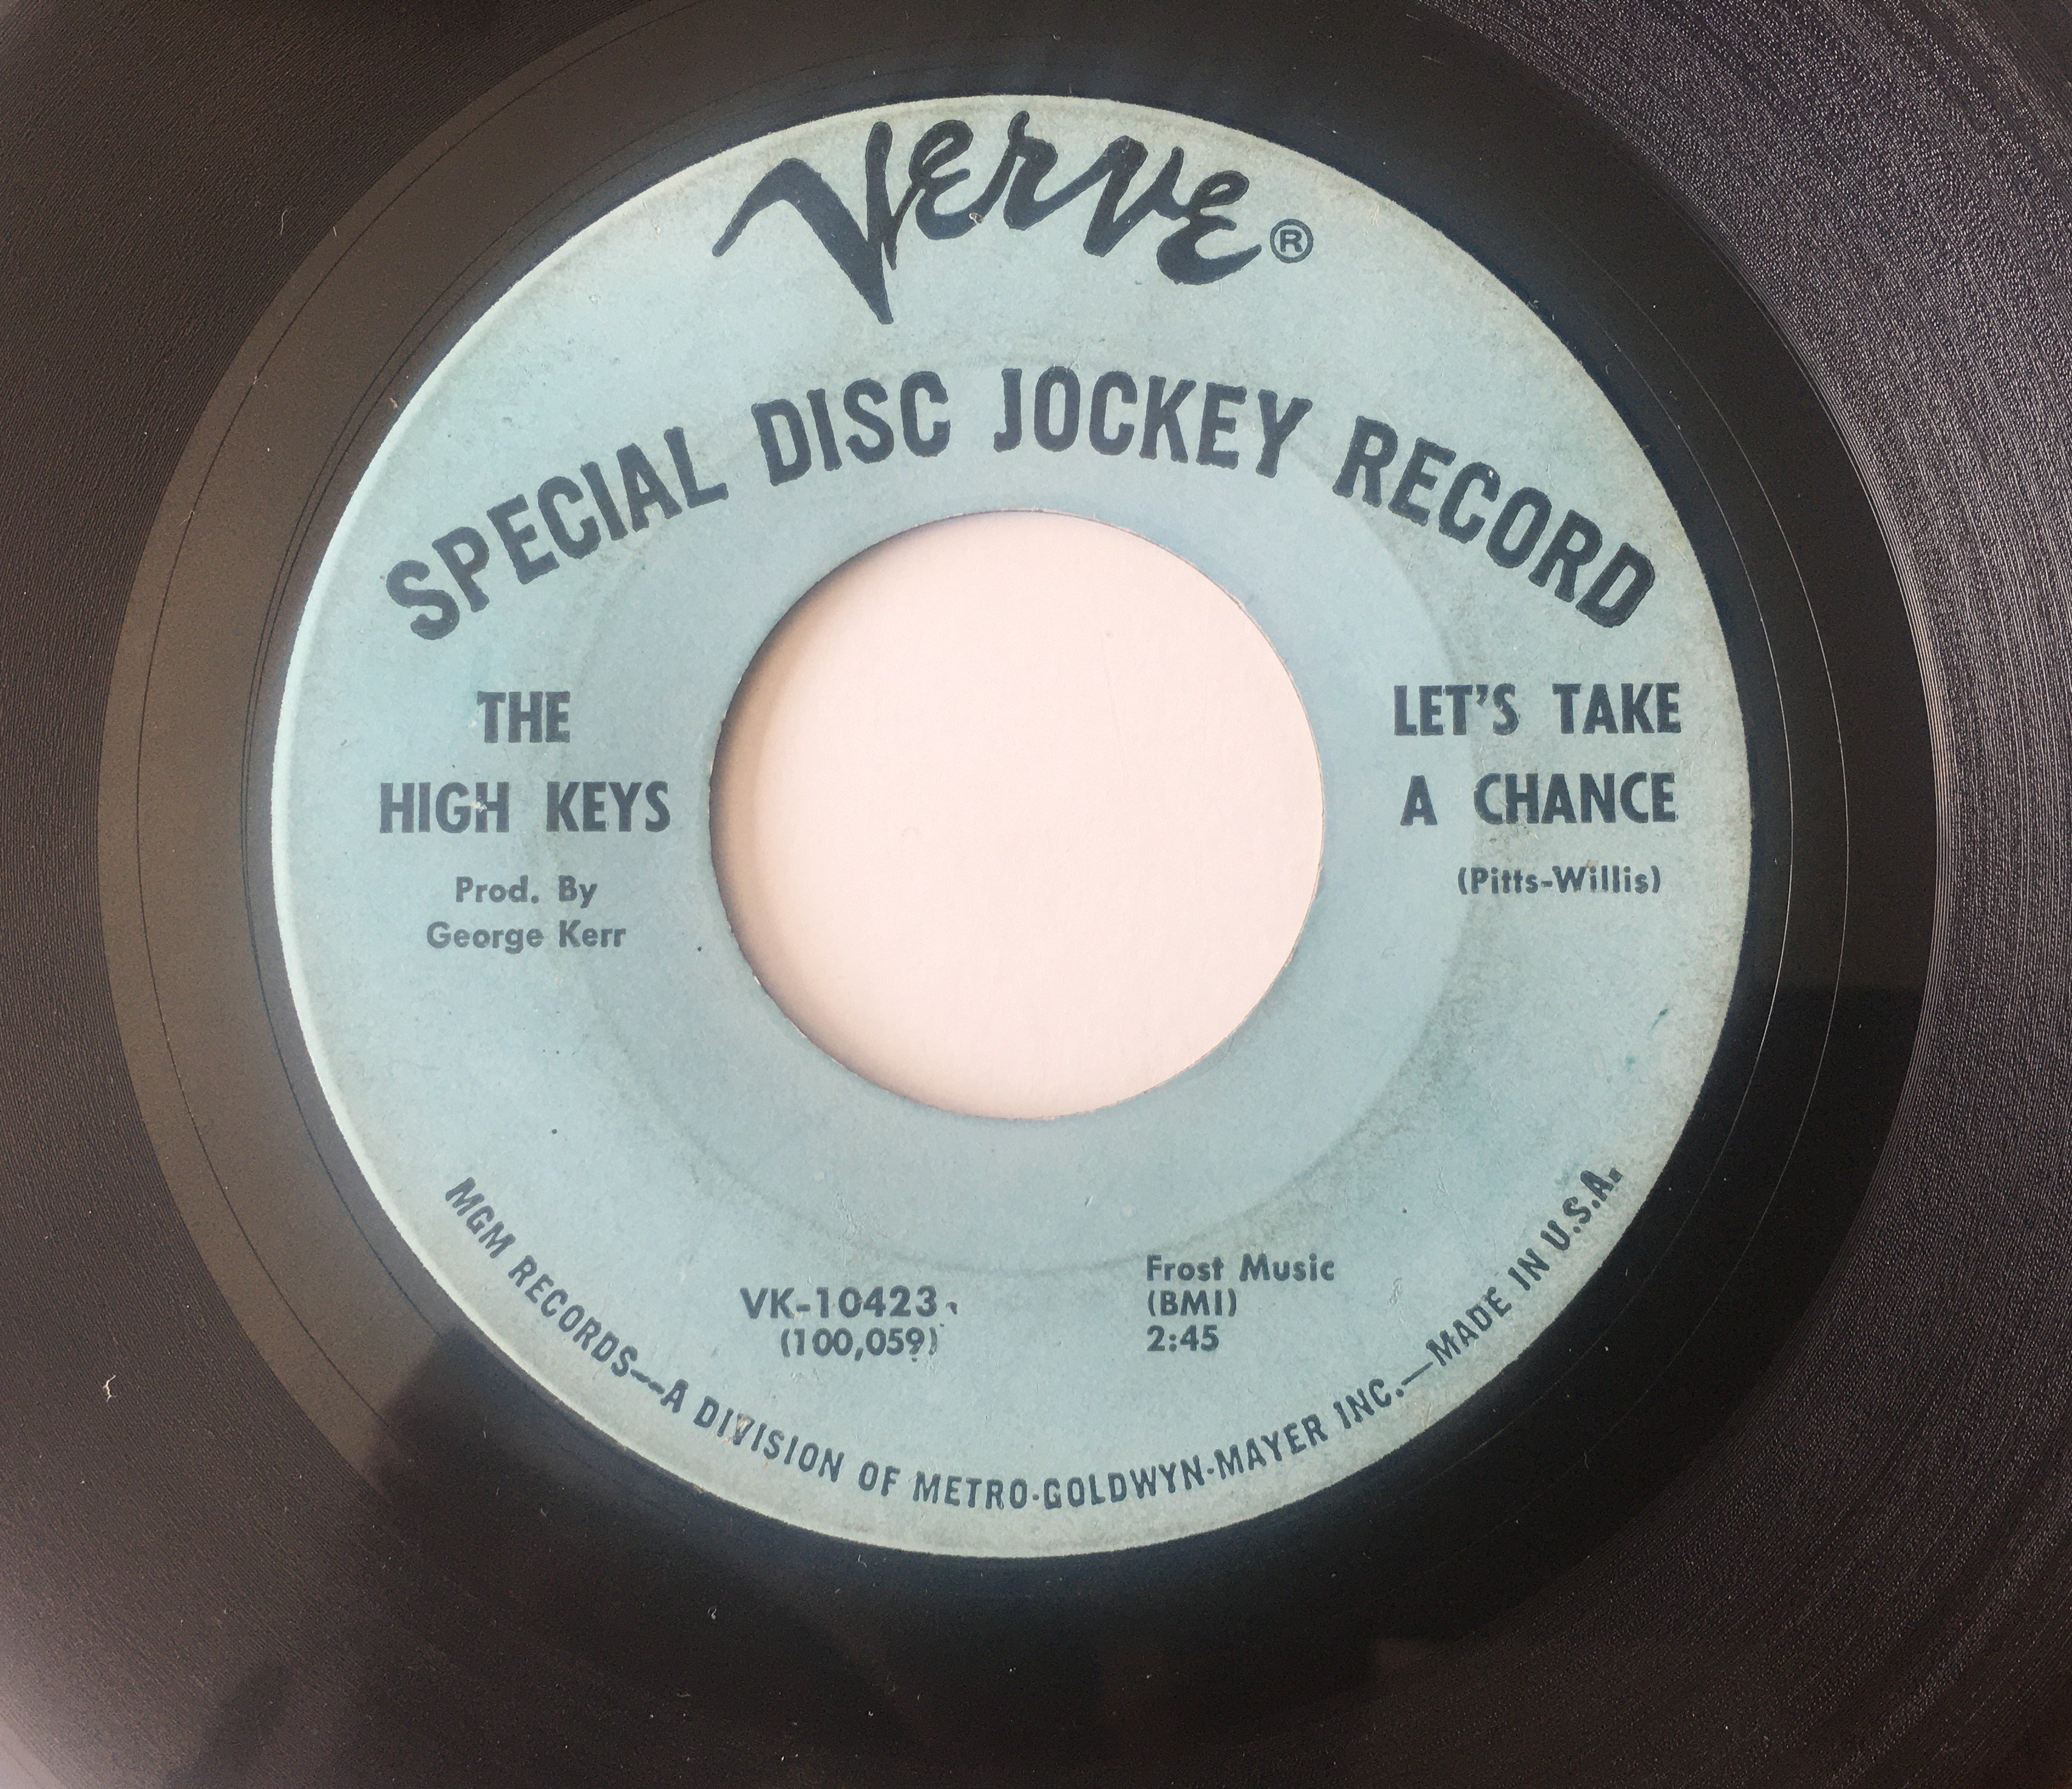 Verve®
SPECIAL DISC JOCKEY RECORD
THE
HIGH KEYS
Prod. By
George Kerr
LET'S TAKE
A CHANCE
(Pitts-Willis)
VK-10423
(100,059)
Frost Music
(BMI)
2:45
MGM RECORDS—A DIVISION OF METRO-GOLDWYN-MAYER INC.—MADE IN U.S.A.